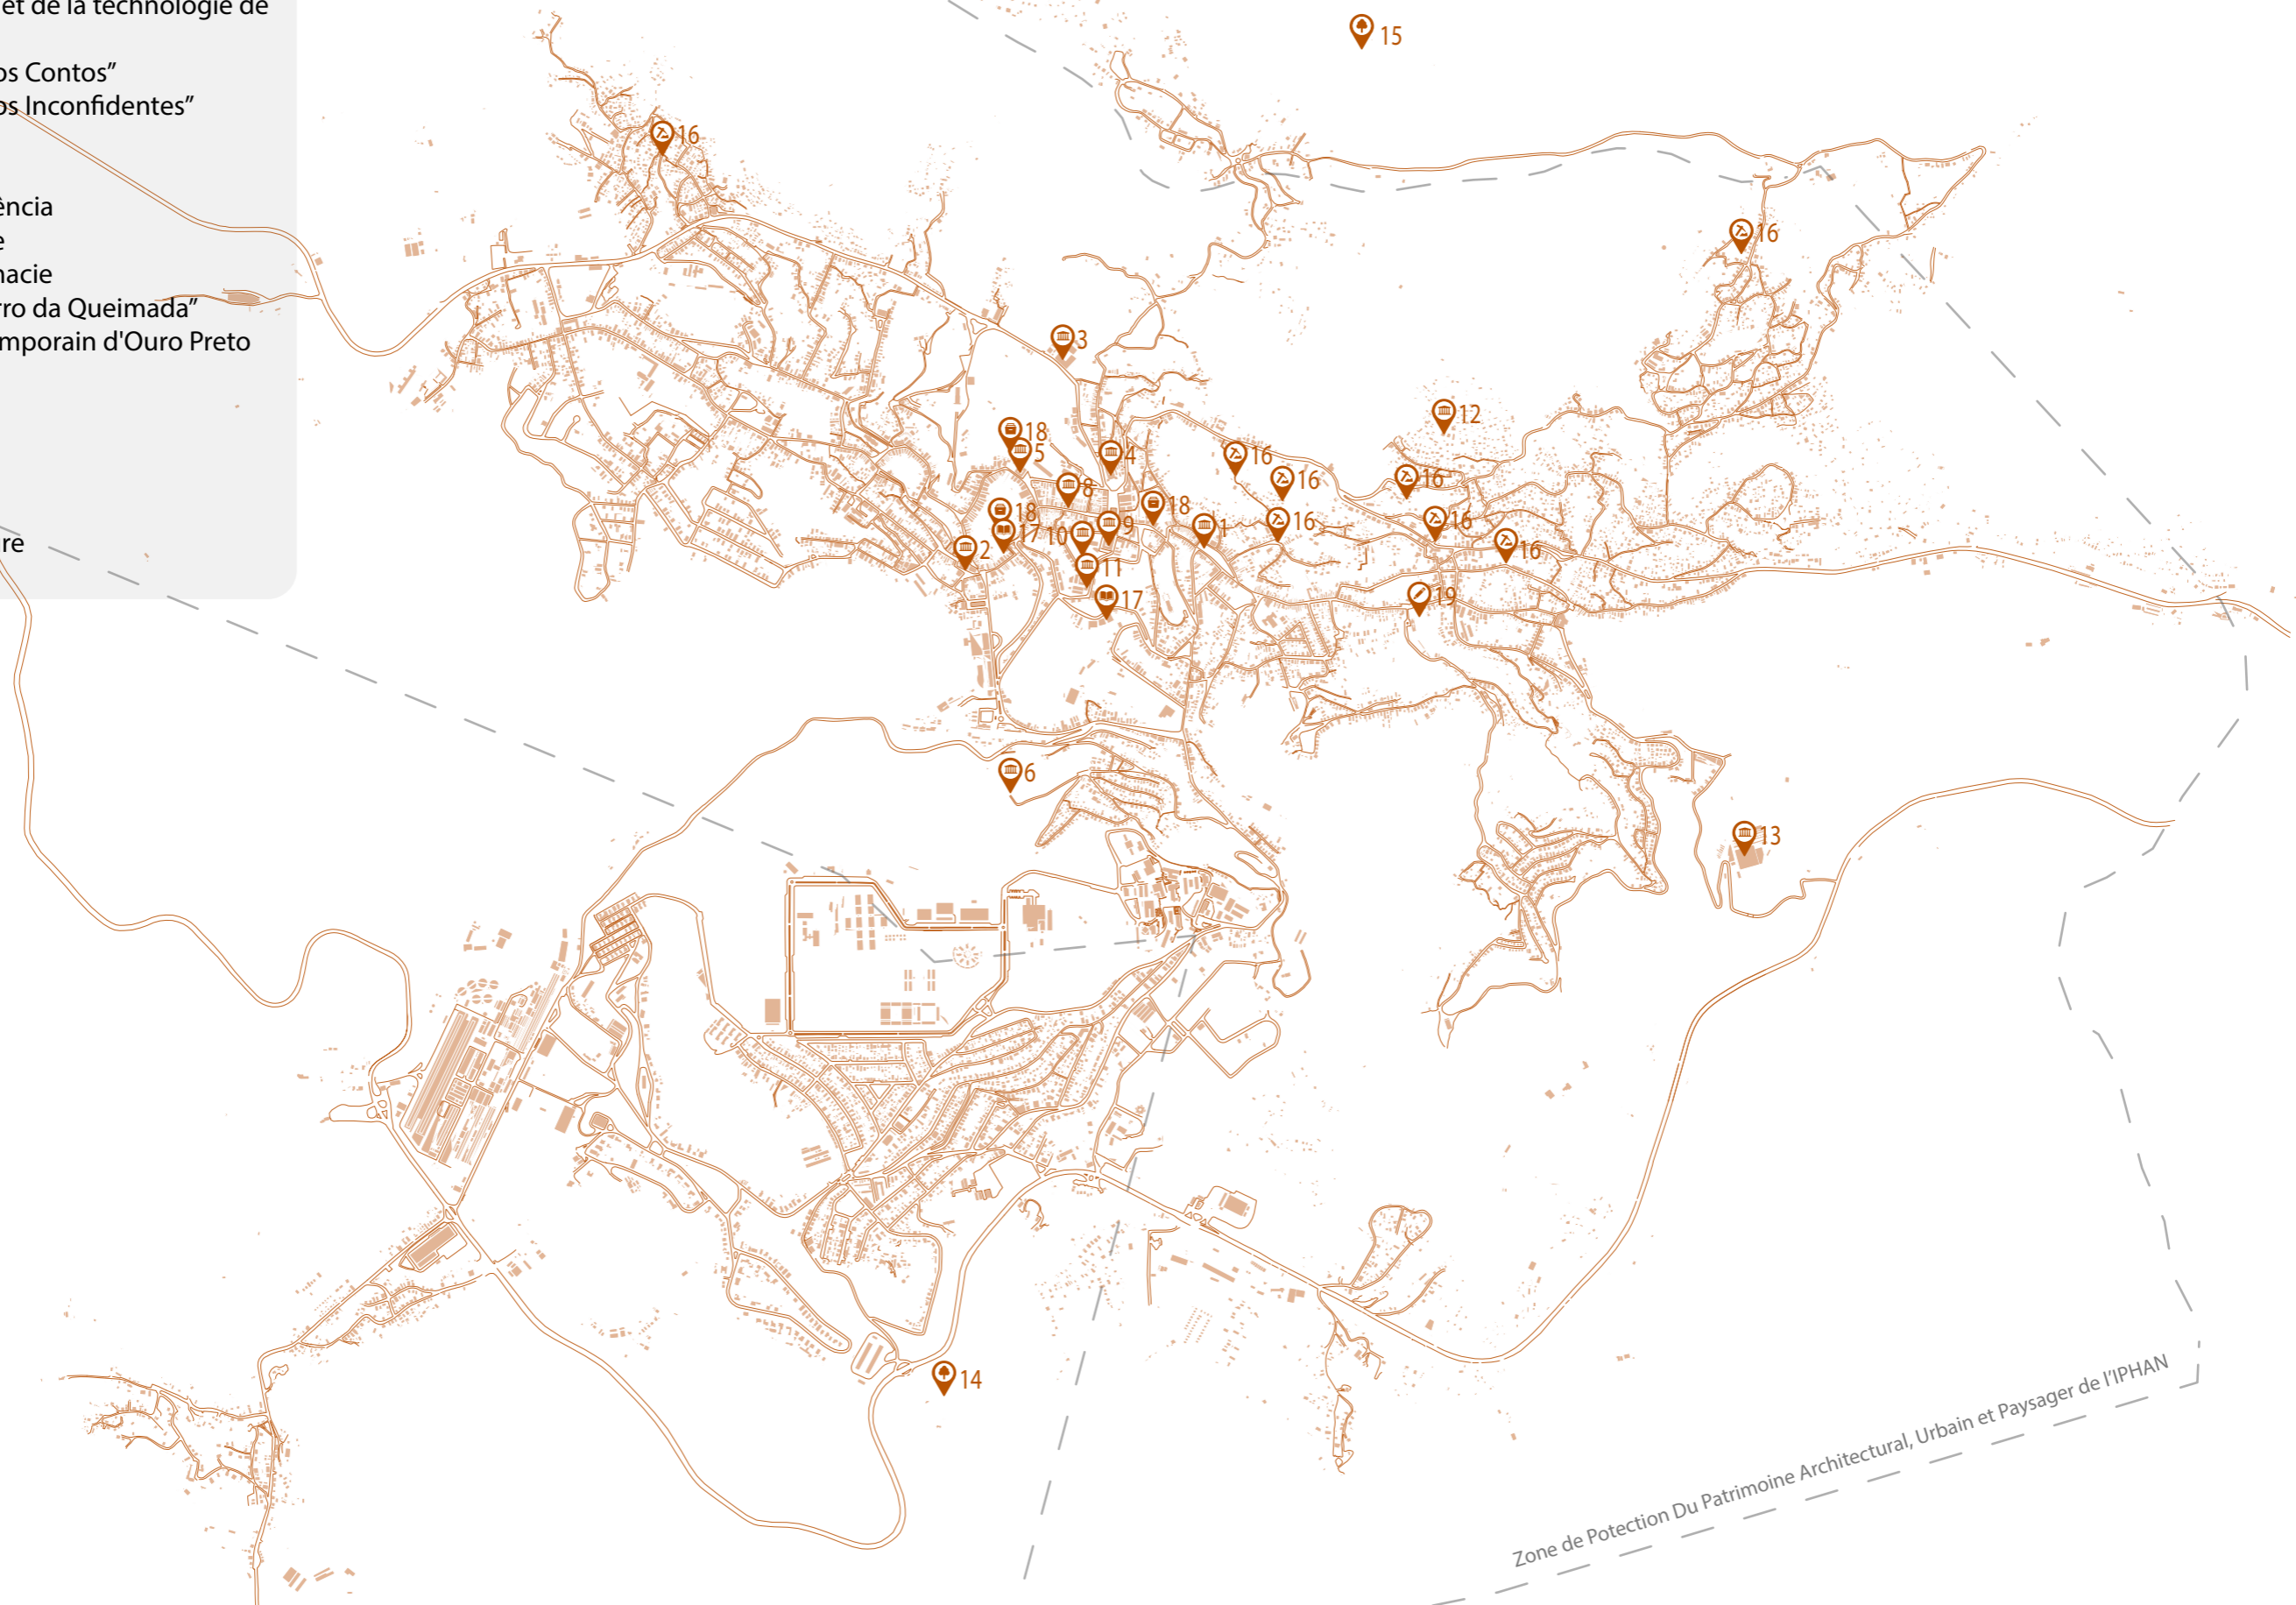 et de la technologie de
os Contos”
os Inconfidentes”
ência
e
nacie
rro da Queimada”
mporain d'Ouro Preto
re
15
16
16
3
12
18
5
4
16
8
16
16
18
18
9
1
16
16
17
10
16
2
11
17
19
6
13
14
Zone de Potection Du Patrimoine Architectural, Urbain et Paysager de l’IPHAN